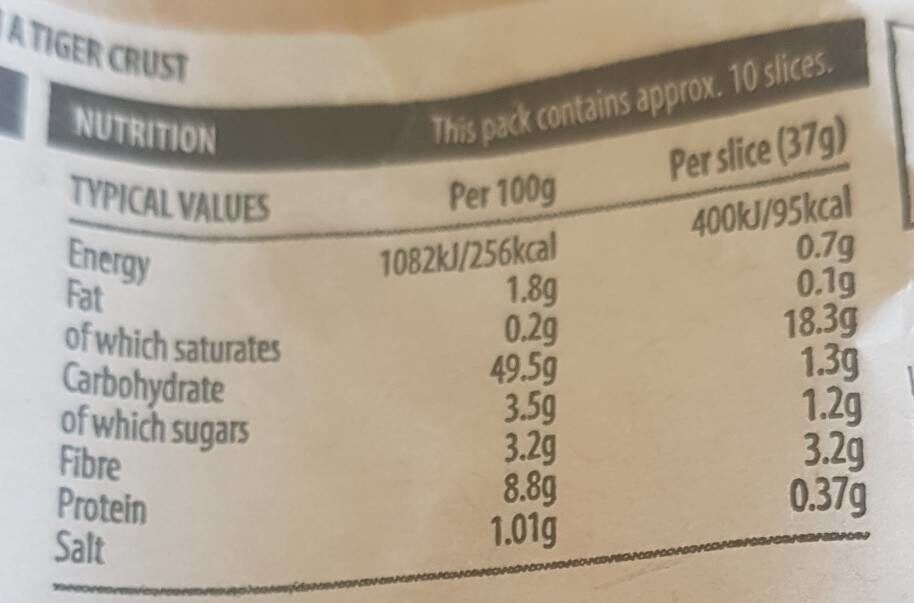 A TIGER CRUST
NUTRITION This pack contains approx. 10 slices.
TYPICAL VALUES Per 100g Per slice (37g)
Energy 1082kJ/256kcal 400kJ/95kcal
Fat 1.8g 0.7g
of which saturates 0.2g 0.1g
Carbohydrate 49.5g 18.3g
of which sugars 3.5g 1.3g
Fibre 3.2g 1.2g
Protein 8.8g 3.2g
Salt 1.01g 0.37g